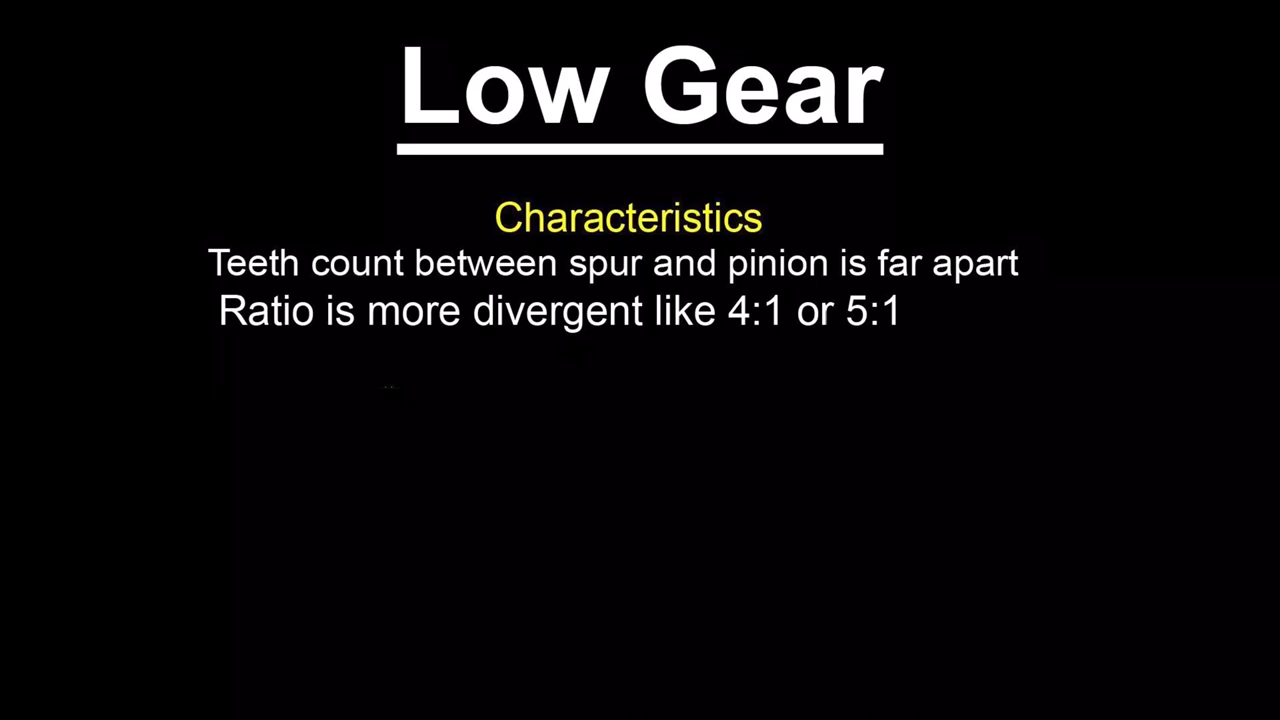 Low Gear
Characteristics
Teeth count between spur and pinion is far apart
Ratio is more divergent like 4:1 or 5:1